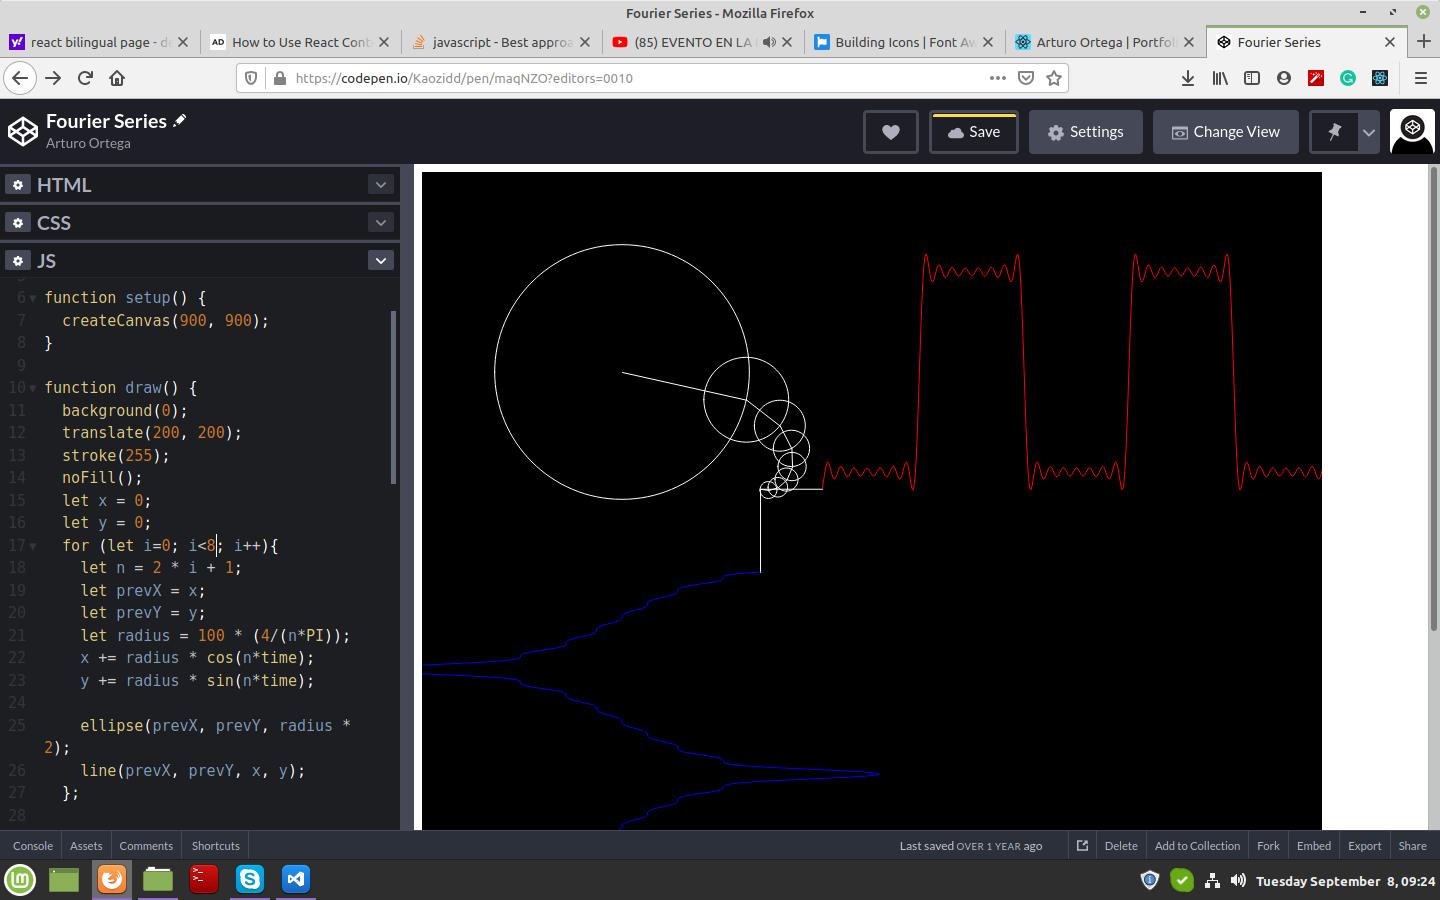 Fourier Series - Mozilla Firefox
react bilingual page - d
How to Use React Cont
javascript - Best approa
(85) EVENTO EN LA
Building Icons | Font Aw
Arturo Ortega | Portfol
Fourier Series
https://codepen.io/Kaozidd/pen/maqNZO?editors=0010
Fourier Series
Arturo Ortega
Save
Settings
Change View
HTML
CSS
JS
6 function setup() {
7 createCanvas(900, 900);
8 }
9
10 function draw() {
11 background(0);
12 translate(200, 200);
13 stroke(255);
14 noFill();
15 let x = 0;
16 let y = 0;
17 for (let i=0; i<8; i++){
18 let n = 2 * i + 1;
19 let prevX = x;
20 let prevY = y;
21 let radius = 100 * (4/(n*PI));
22 x += radius * cos(n*time);
23 y += radius * sin(n*time);
24
25 ellipse(prevX, prevY, radius *
2);
26 line(prevX, prevY, x, y);
27 };
28
Console Assets Comments Shortcuts Last saved OVER 1 YEAR ago Delete Add to Collection Fork Embed Export Share
Tuesday September 8, 09:24